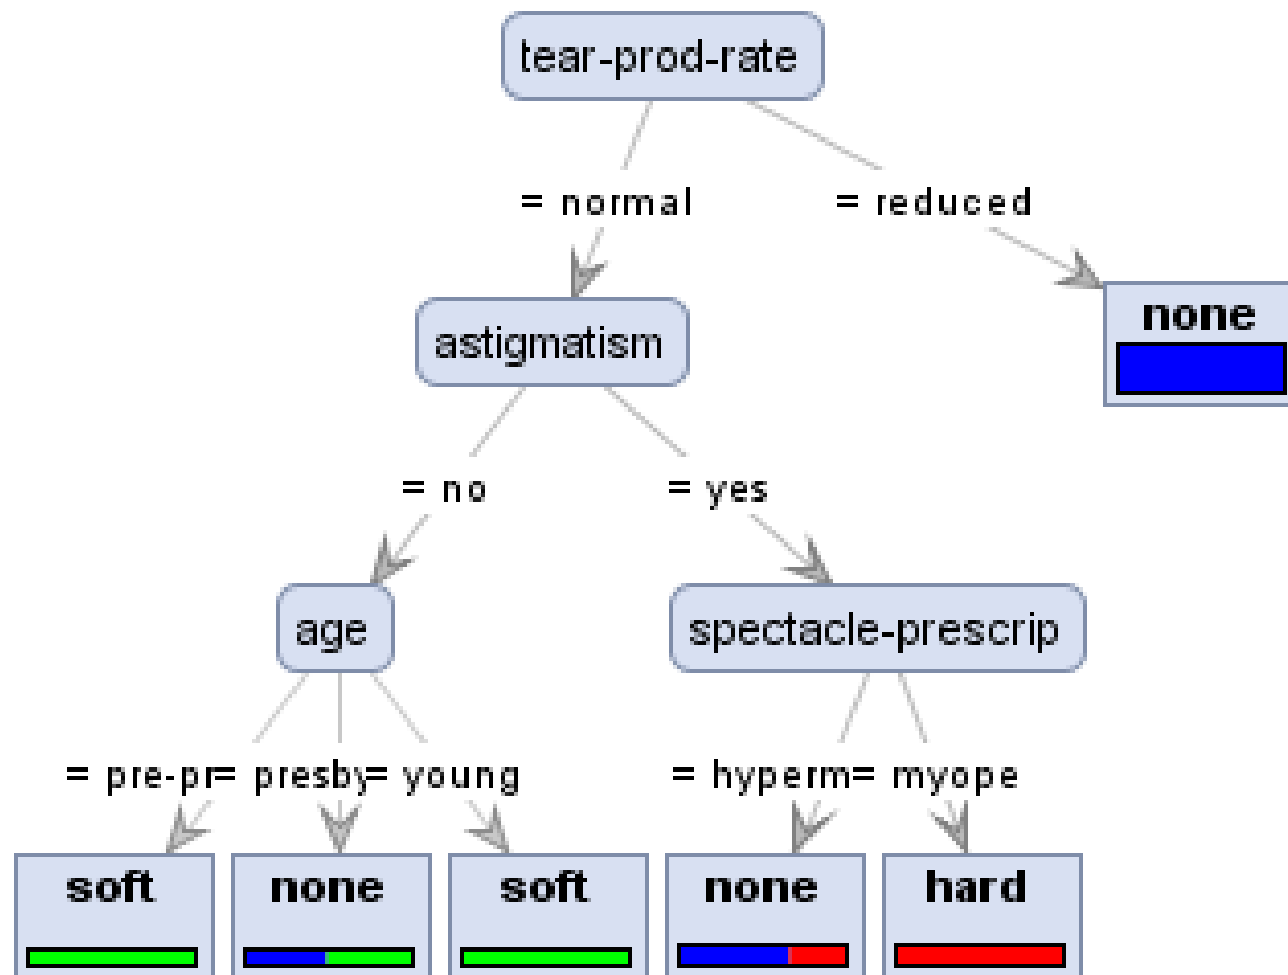 tear-prod-rate
= normal
= reduced
none
astigmatism
= no
= yes
age
spectacle-prescrip
= pre-pr
= presby
= young
= hyperm
= myope
soft
none
soft
none
hard